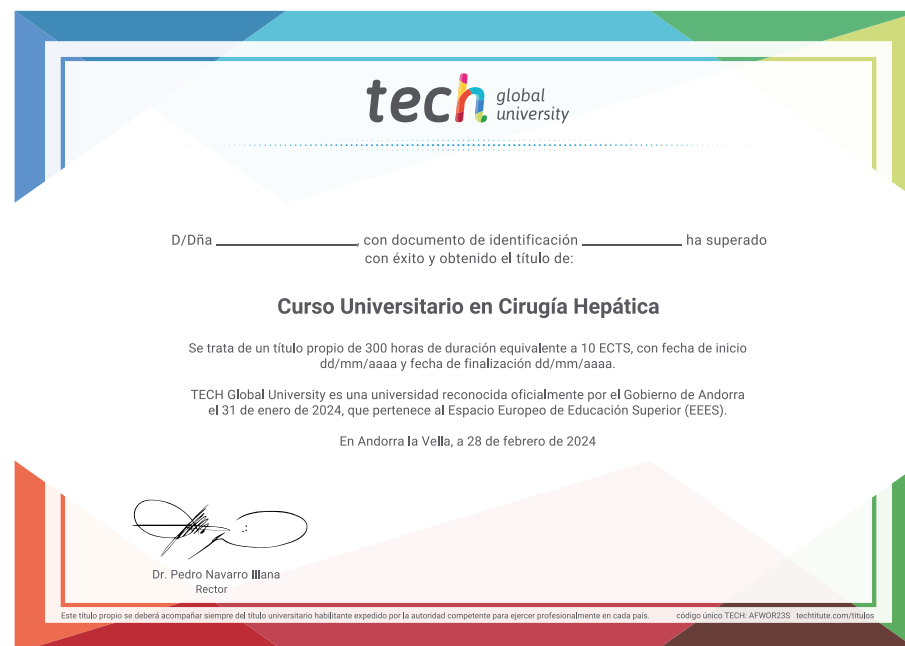 tech global university
D/Dña ____________________, con documento de identificación ______________ ha superado
con éxito y obtenido el título de:
Curso Universitario en Cirugía Hepática
Se trata de un título propio de 300 horas de duración equivalente a 10 ECTS, con fecha de inicio
dd/mm/aaaa y fecha de finalización dd/mm/aaaa.
TECH Global University es una universidad reconocida oficialmente por el Gobierno de Andorra
el 31 de enero de 2024, que pertenece al Espacio Europeo de Educación Superior (EEES).
En Andorra la Vella, a 28 de febrero de 2024
Dr. Pedro Navarro Illana
Rector
Este título propio se deberá acompañar siempre del título universitario habilitante expedido por la autoridad competente para ejercer profesionalmente en cada país. código único TECH: AFWOR23S techtitute.com/titulos